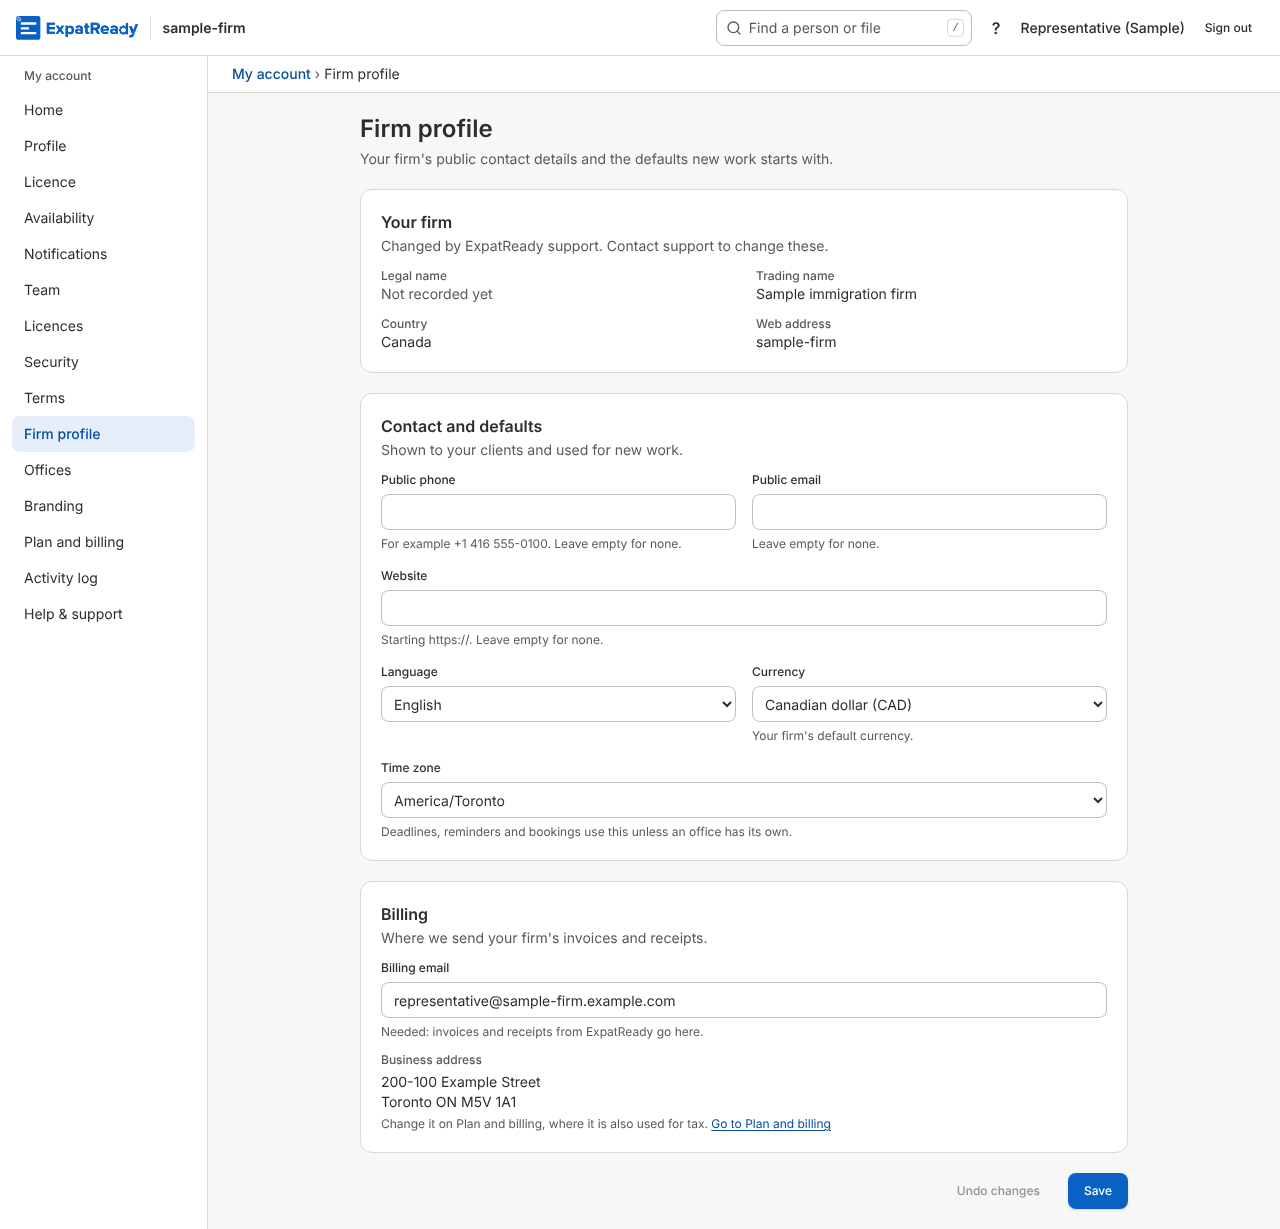 ExpatReady
sample-firm
Find a person or file
/
?
Representative (Sample)
Sign out
My account
Home
Profile
Licence
Availability
Notifications
Team
Licences
Security
Terms
Firm profile
Offices
Branding
Plan and billing
Activity log
Help & support
My account › Firm profile
Firm profile
Your firm's public contact details and the defaults new work starts with.
Your firm
Changed by ExpatReady support. Contact support to change these.
Legal name
Not recorded yet
Trading name
Sample immigration firm
Country
Canada
Web address
sample-firm
Contact and defaults
Shown to your clients and used for new work.
Public phone
For example +1 416 555-0100. Leave empty for none.
Public email
Leave empty for none.
Website
Starting https://. Leave empty for none.
Language
English
Currency
Canadian dollar (CAD)
Your firm's default currency.
Time zone
America/Toronto
Deadlines, reminders and bookings use this unless an office has its own.
Billing
Where we send your firm's invoices and receipts.
Billing email
representative@sample-firm.example.com
Needed: invoices and receipts from ExpatReady go here.
Business address
200-100 Example Street
Toronto ON M5V 1A1
Change it on Plan and billing, where it is also used for tax. Go to Plan and billing
Undo changes
Save